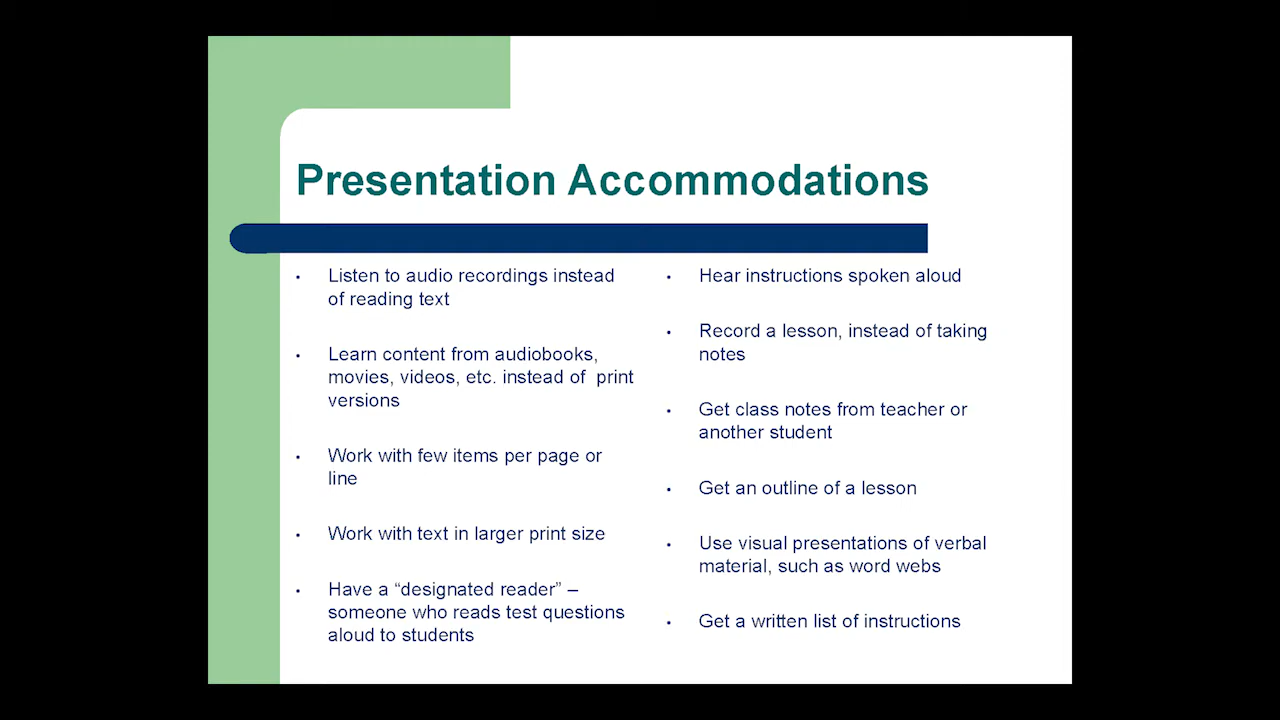 Presentation Accommodations
• Listen to audio recordings instead
of reading text
• Learn content from audiobooks,
movies, videos, etc. instead of  print
versions
• Work with few items per page or
line
• Work with text in larger print size
• Have a “designated reader” –
someone who reads test questions
aloud to students
• Hear instructions spoken aloud
• Record a lesson, instead of taking
notes
• Get class notes from teacher or
another student
• Get an outline of a lesson
• Use visual presentations of verbal
material, such as word webs
• Get a written list of instructions